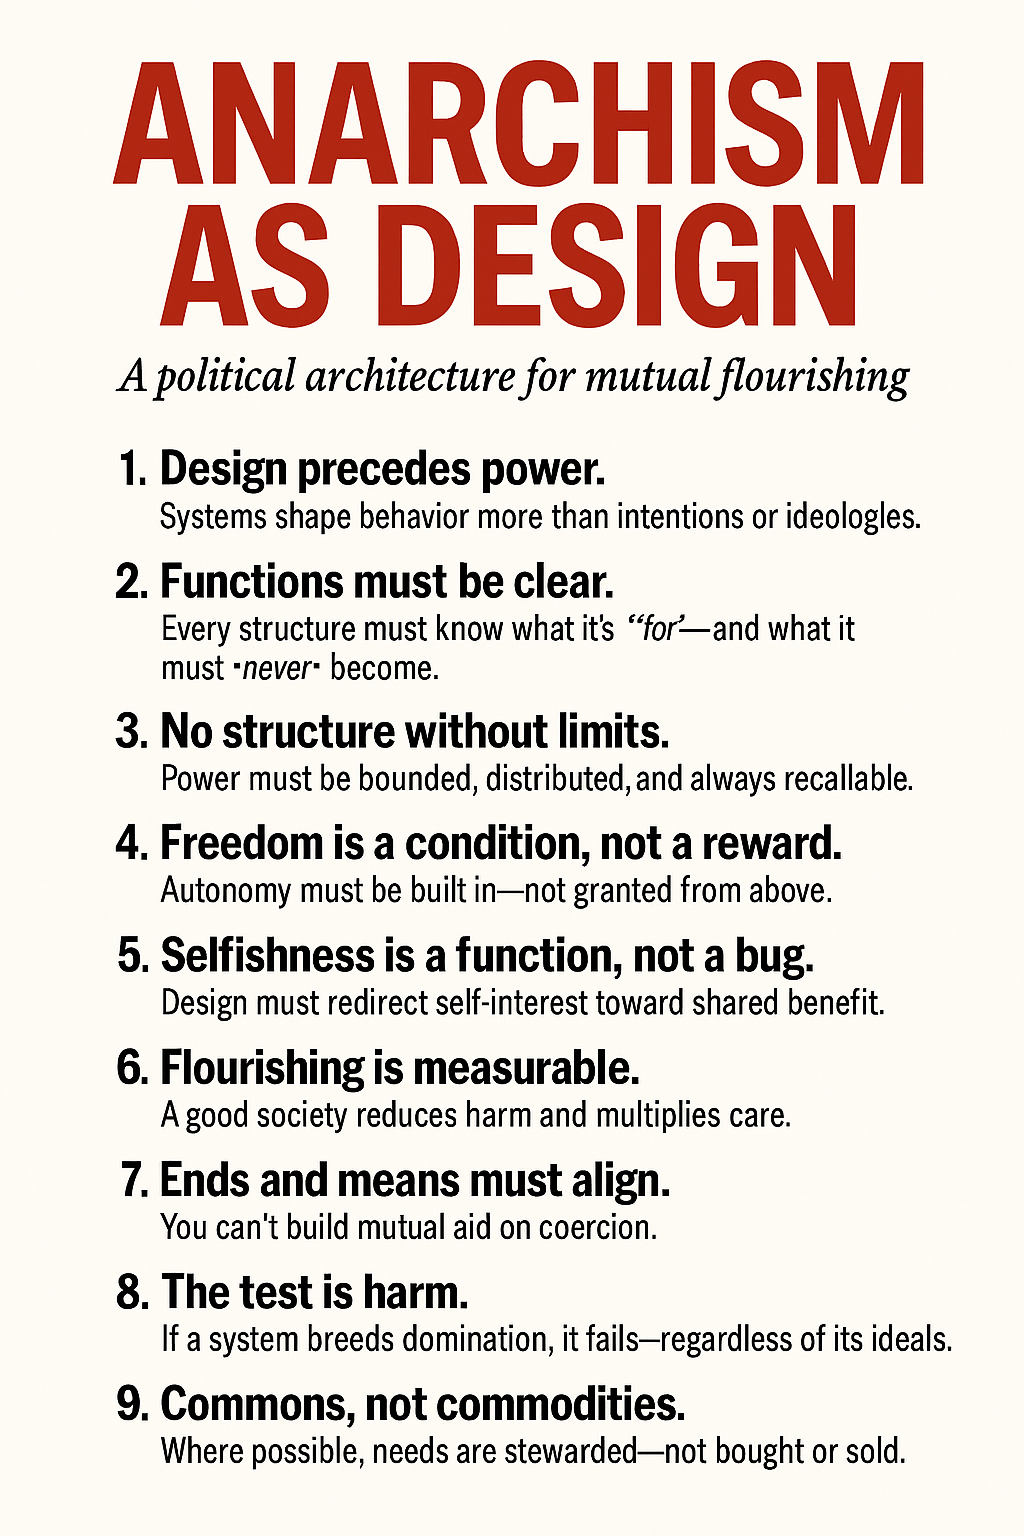 ANARCHISM
AS DESIGN
A political architecture for mutual flourishing
1. Design precedes power.
Systems shape behavior more than intentions or ideologles.
2. Functions must be clear.
Every structure must know what it's “for’—and what it
must ·never· become.
3. No structure without limits.
Power must be bounded, distributed, and always recallable.
4. Freedom is a condition, not a reward.
Autonomy must be built in—not granted from above.
5. Selfishness is a function, not a bug.
Design must redirect self-interest toward shared benefit.
6. Flourishing is measurable.
A good society reduces harm and multiplies care.
7. Ends and means must align.
You can't build mutual aid on coercion.
8. The test is harm.
If a system breeds domination, it fails—regardless of its ideals.
9. Commons, not commodities.
Where possible, needs are stewarded—not bought or sold.